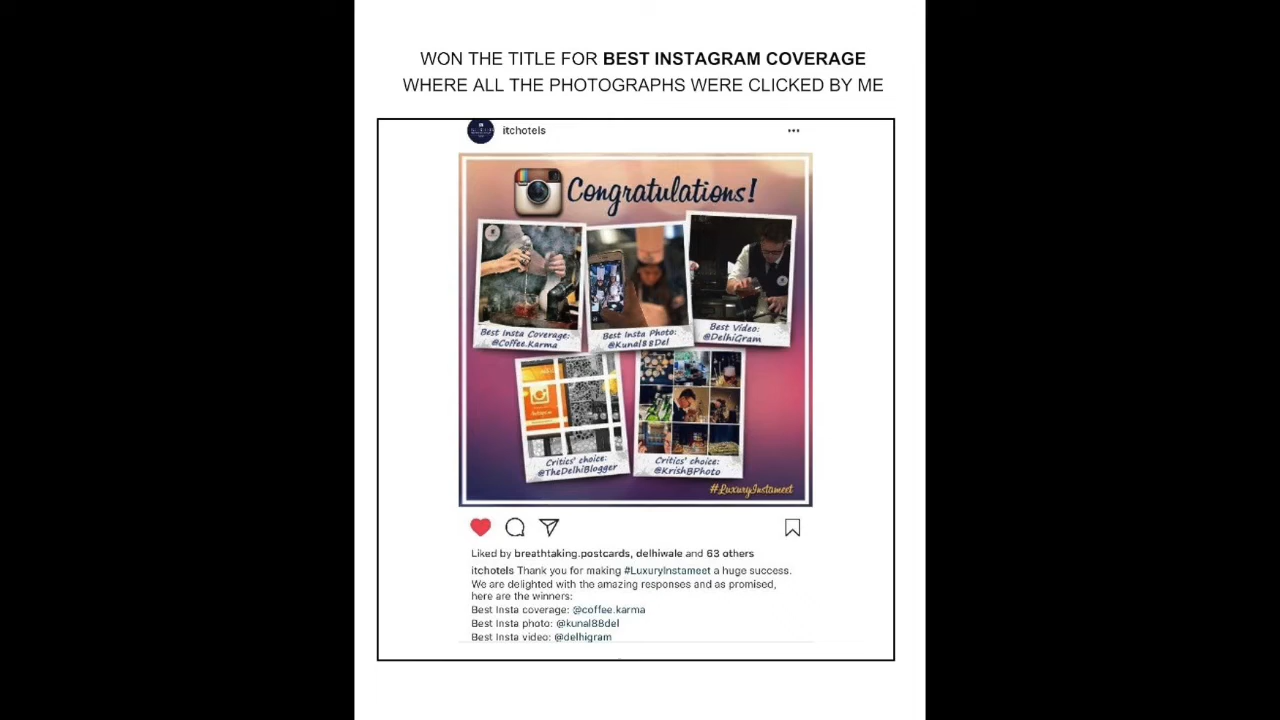 WON THE TITLE FOR BEST INSTAGRAM COVERAGE
WHERE ALL THE PHOTOGRAPHS WERE CLICKED BY ME
itchotels
Congratulations!
Best Insta Coverage:
@Coffee.Karma
Best Insta Photo:
@Kunal88Del
Best Video:
@DelhiGram
Critics' choice:
@TheDelhiBlogger
Critics' choice:
@KrishBPhoto
#LuxuryInstameet
Liked by breathtaking.postcards, delhiwale and 63 others
itchotels Thank you for making #LuxuryInstameet a huge success.
We are delighted with the amazing responses and as promised,
here are the winners:
Best Insta coverage: @coffee.karma
Best Insta photo: @kunal88del
Best Insta video: @delhigram